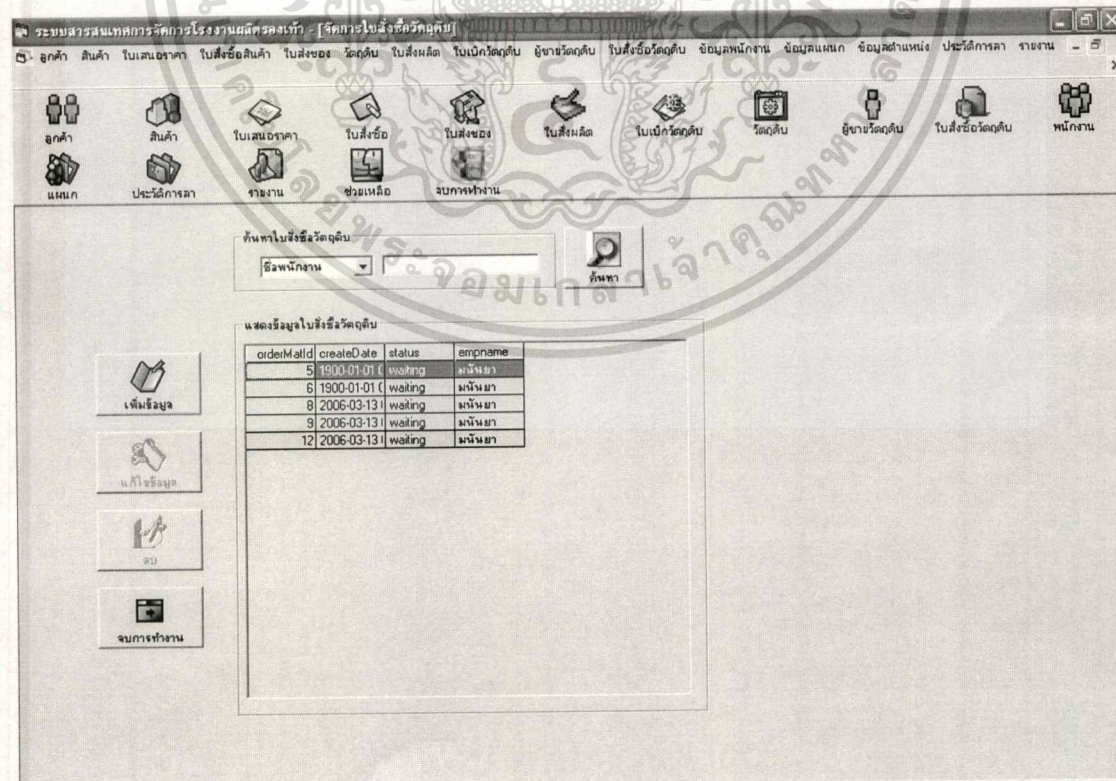 ระบบสารสนเทศการจัดการโรงงานผลิตรองเท้า - [จัดการใบสั่งซื้อวัตถุดิบ]
ลูกค้า สินค้า ใบเสนอราคา ใบสั่งซื้อสินค้า ใบส่งของ วัตถุดิบ ใบสั่งผลิต ใบเบิกวัตถุดิบ ผู้ขายวัตถุดิบ ใบสั่งซื้อวัตถุดิบ ข้อมูลพนักงาน ข้อมูลแผนก ข้อมูลตำแหน่ง ประวัติการลา รายงาน
ลูกค้า สินค้า ใบเสนอราคา ใบสั่งซื้อ ใบส่งของ ใบสั่งผลิต ใบเบิกวัตถุดิบ วัตถุดิบ ผู้ขายวัตถุดิบ ใบสั่งซื้อวัตถุดิบ พนักงาน
แผนก ประวัติการลา รายงาน ช่วยเหลือ จบการทำงาน
ค้นหาใบสั่งซื้อวัตถุดิบ
ชื่อพนักงาน ค้นหา
แสดงข้อมูลใบสั่งซื้อวัตถุดิบ
orderMatId createDate status empname
5 1900-01-01 ( waiting มนันยา
6 1900-01-01 ( waiting มนันยา
8 2006-03-13 waiting มนันยา
9 2006-03-13 waiting มนันยา
12 2006-03-13 waiting มนันยา
เพิ่มข้อมูล
แก้ไขข้อมูล
ลบ
จบการทำงาน
พระจอมเกล้าเจ้าคุณทหาร